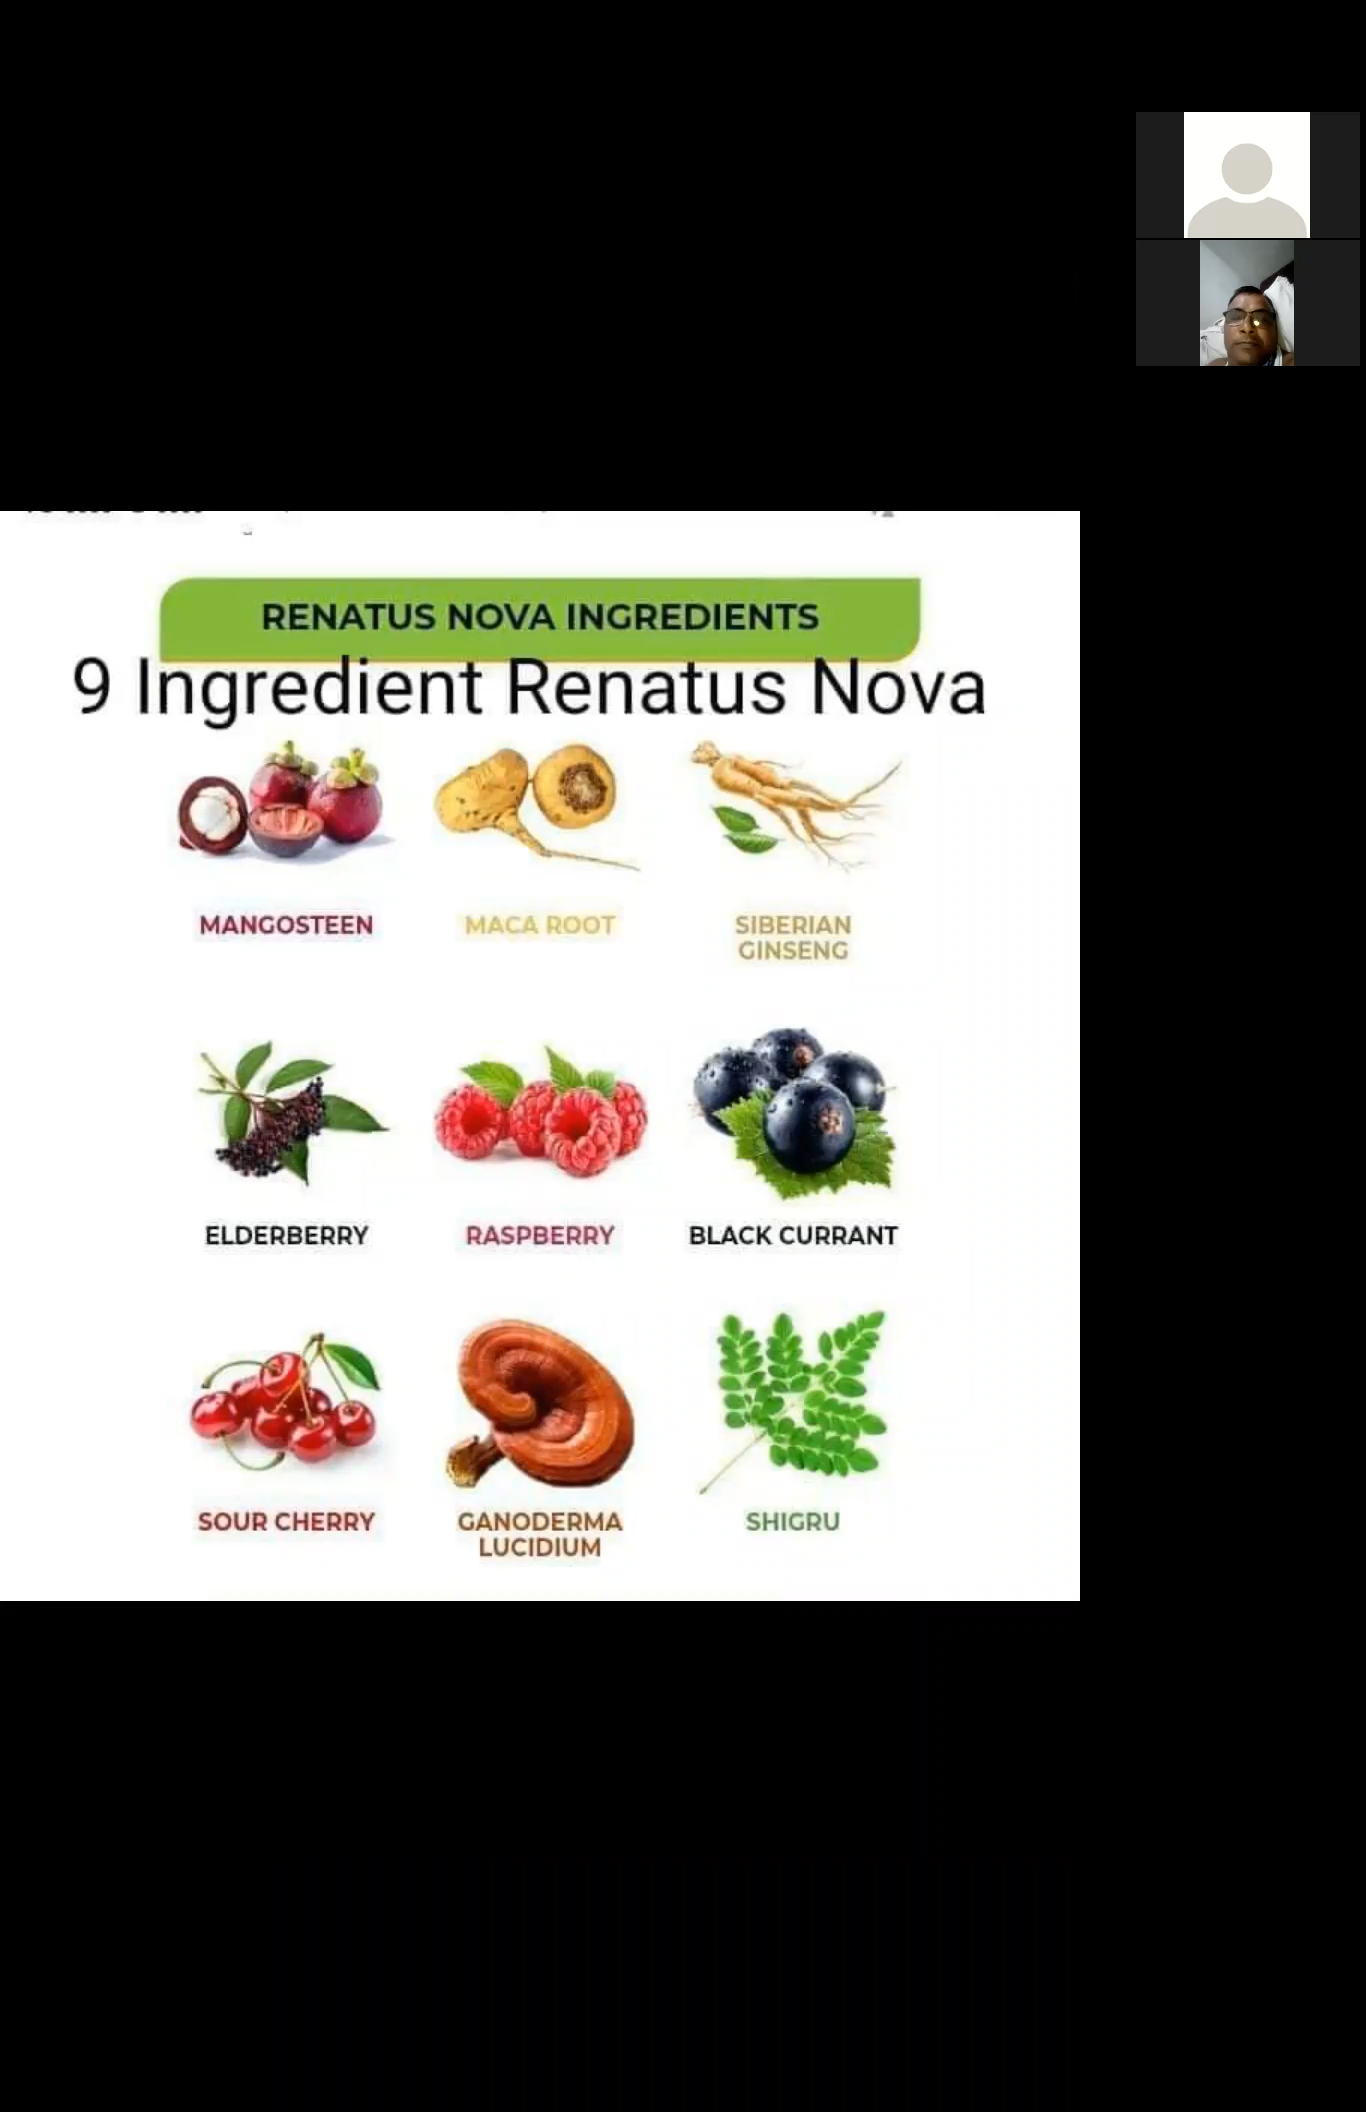 RENATUS NOVA INGREDIENTS
9 Ingredient Renatus Nova
MANGOSTEEN
MACA ROOT
SIBERIAN
GINSENG
ELDERBERRY
RASPBERRY
BLACK CURRANT
SOUR CHERRY
GANODERMA
LUCIDIUM
SHIGRU